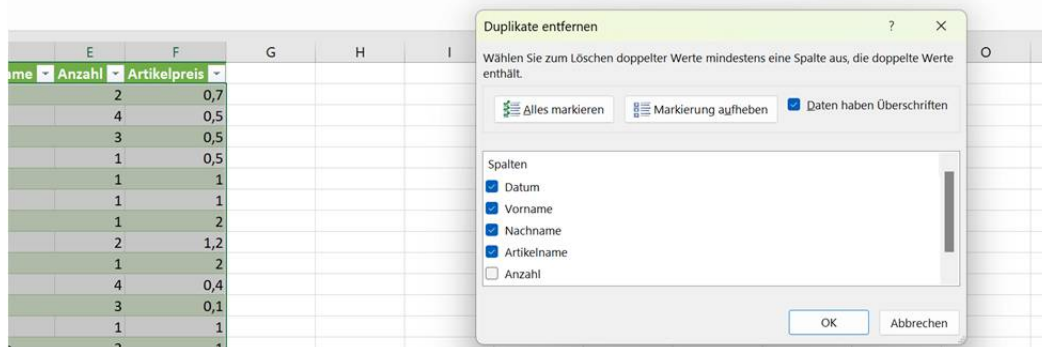 Duplikate entfernen ? ×
E F G H I O
Wählen Sie zum Löschen doppelter Werte mindestens eine Spalte aus, die doppelte Werte
enthält.
ame Anzahl Artikelpreis
Alles markieren Markierung aufheben Daten haben Überschriften
2 0,7
4 0,5
3 0,5
1 0,5
1 1
1 1
1 2
2 1,2
1 2
4 0,4
3 0,1
1 1
Spalten
Datum
Vorname
Nachname
Artikelname
Anzahl
OK Abbrechen